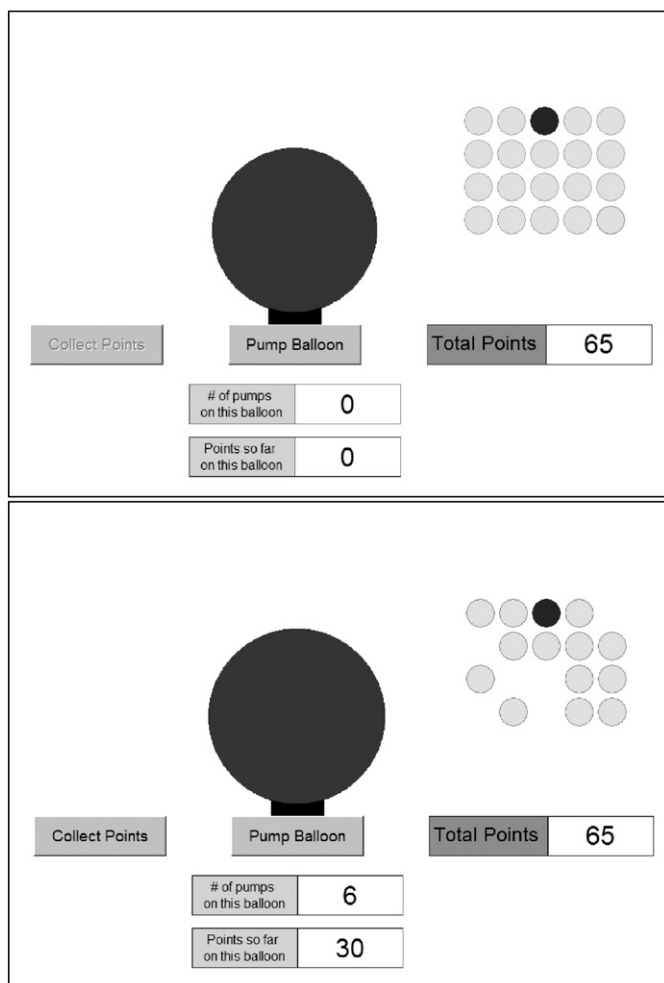 Collect Points
Pump Balloon
Total Points
65
# of pumps
on this balloon
0
Points so far
on this balloon
0
Collect Points
Pump Balloon
Total Points
65
# of pumps
on this balloon
6
Points so far
on this balloon
30